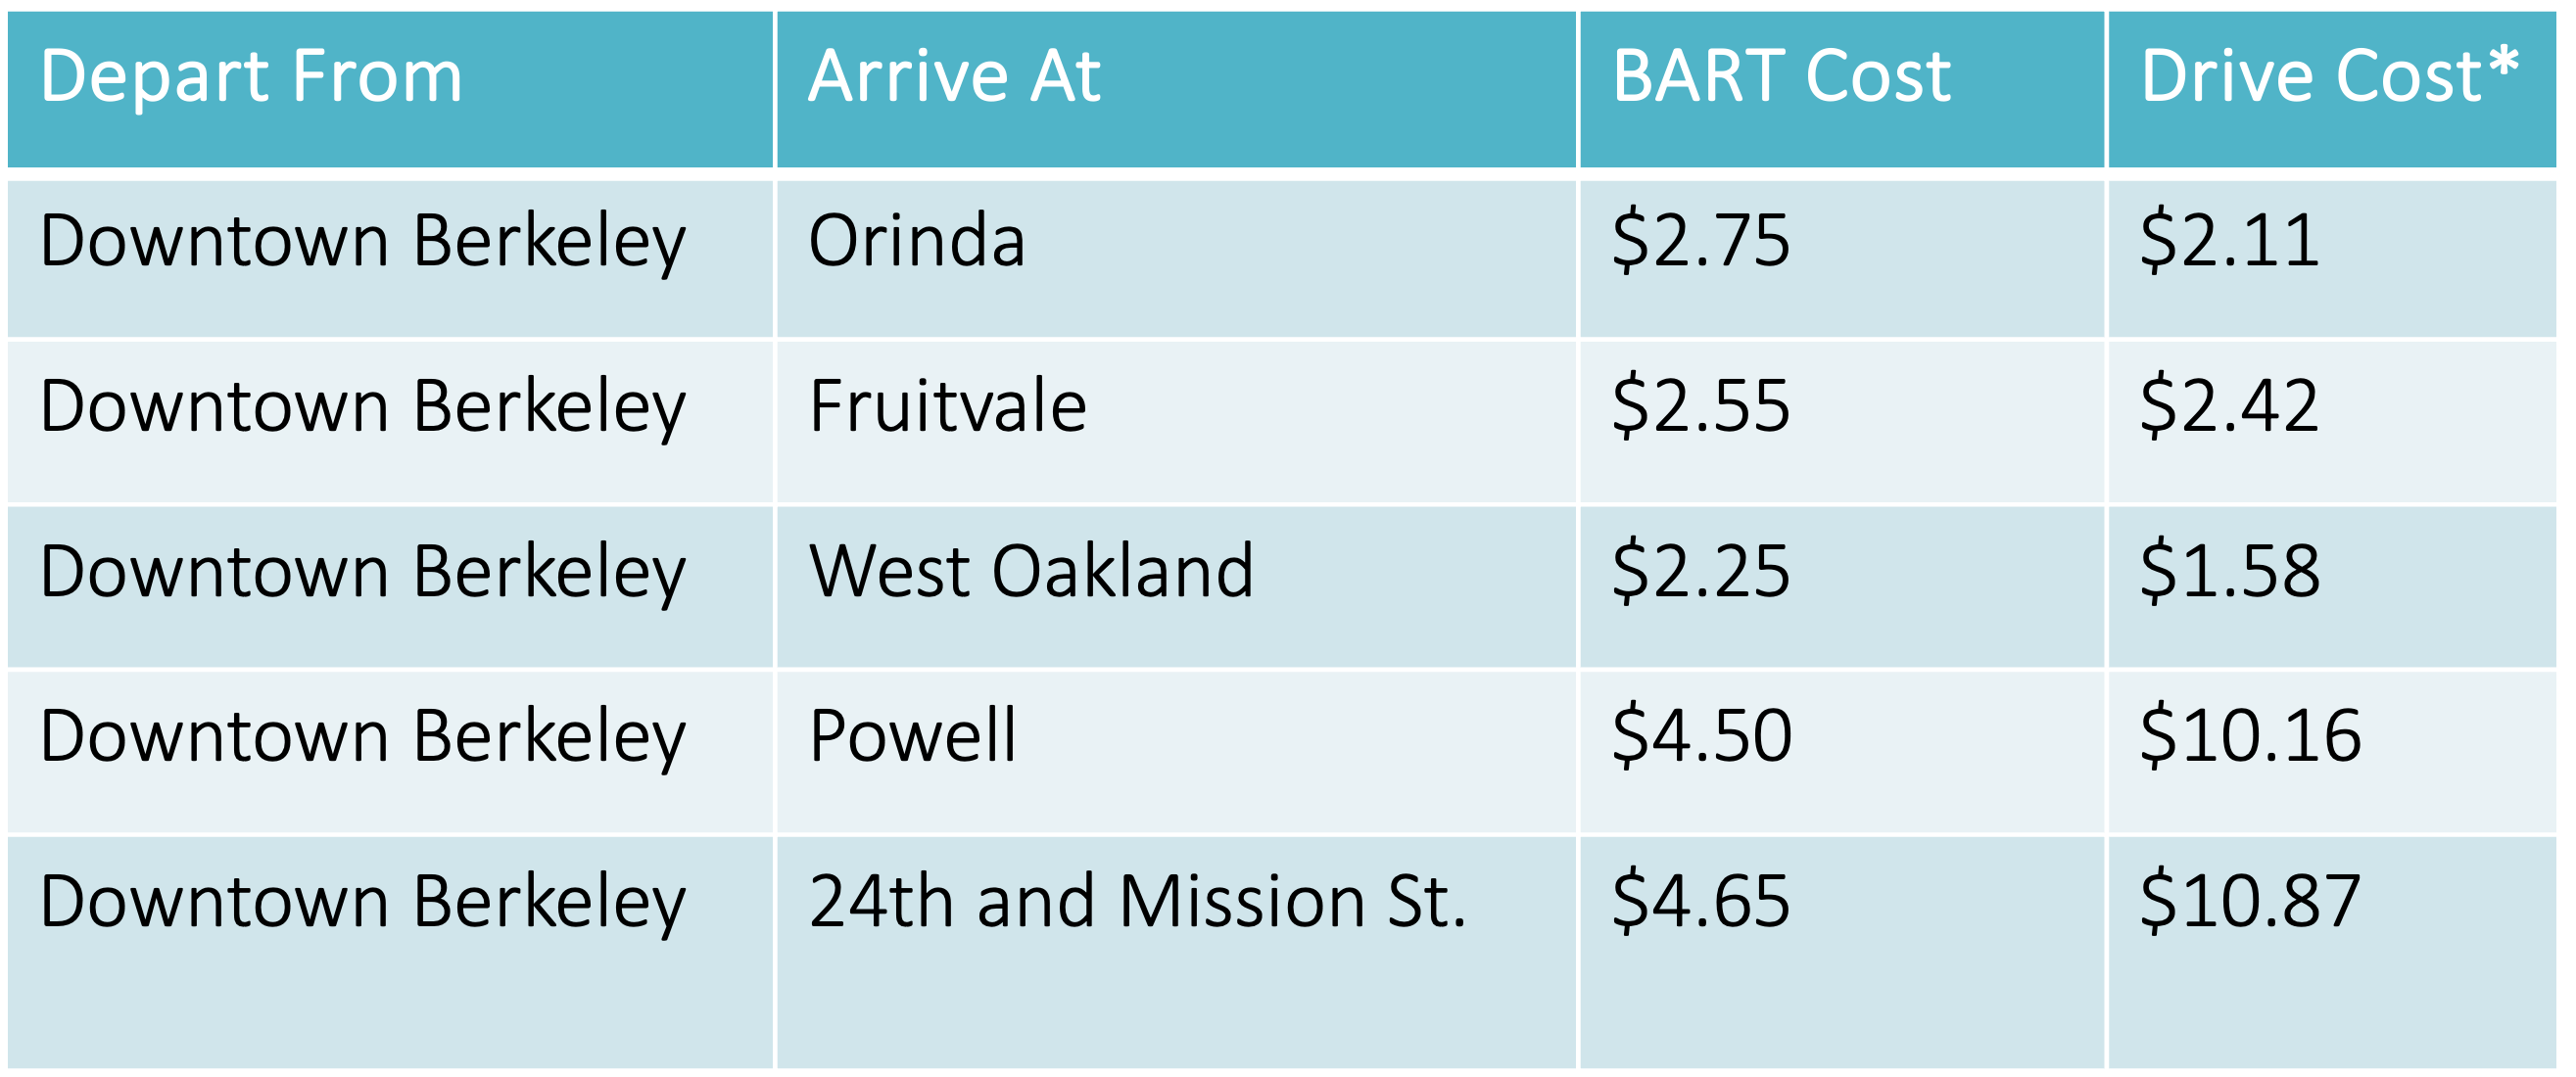 Depart From Arrive At BART Cost Drive Cost*
Downtown Berkeley Orinda $2.75 $2.11
Downtown Berkeley Fruitvale $2.55 $2.42
Downtown Berkeley West Oakland $2.25 $1.58
Downtown Berkeley Powell $4.50 $10.16
Downtown Berkeley 24th and Mission St. $4.65 $10.87